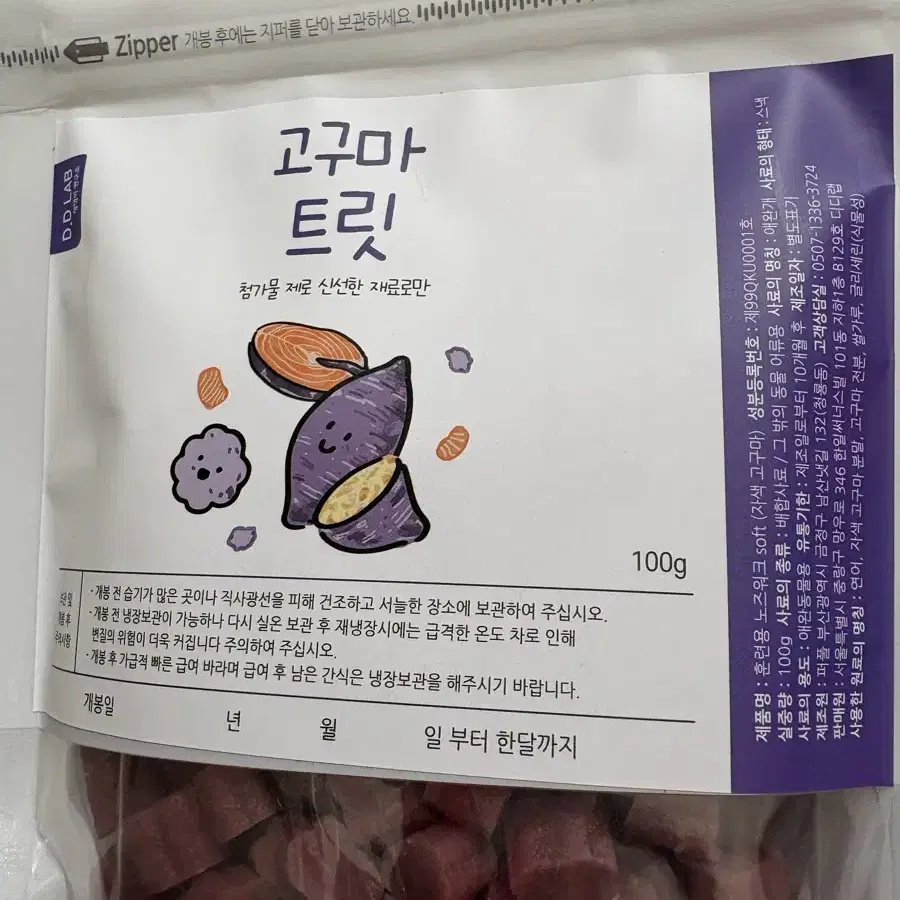 Zipper 개봉 후에는 지퍼를 닫아 보관하세요.
D.D LAB
고구마
트릿
첨가물 제로 신선한 재료로만
100g
· 개봉 전 습기가 많은 곳이나 직사광선을 피해 건조하고 서늘한 장소에 보관하여 주십시오.
· 개봉 전 냉장보관이 가능하나 다시 실온 보관 후 재냉장시에는 급격한 온도 차로 인해
변질의 위험이 더욱 커집니다 주의하여 주십시오.
· 개봉 후 가급적 빠른 급여 바라며 급여 후 남은 간식은 냉장보관을 해주시기 바랍니다.
개봉일 년 월 일 부터 한달까지
제품명 : 훈련용 노즈워크 soft (자색 고구마) 성분등록번호 : 제99QKU0001호
실중량 : 100g 사료의 종류 : 배합사료 / 그 밖의 동물 어류용 사료의 명칭 : 애완개 사료의 형태 : 스낵
사료의 용도 : 애완동물용 유통기한 : 제조일로부터 10개월 후 제조일자 : 별도표기
제조원 : 퍼플 부산광역시 금정구 남산냇길 132(청룡동) 고객상담실 : 0507-1336-3724
판매원 : 서울특별시 중랑구 망우로 346 한일써너스빌 101동 지하1층 B129호 디디랩
사용한 원료의 명칭 : 연어, 자색 고구마 분말, 고구마 전분, 쌀가루, 글리세린(식물성)